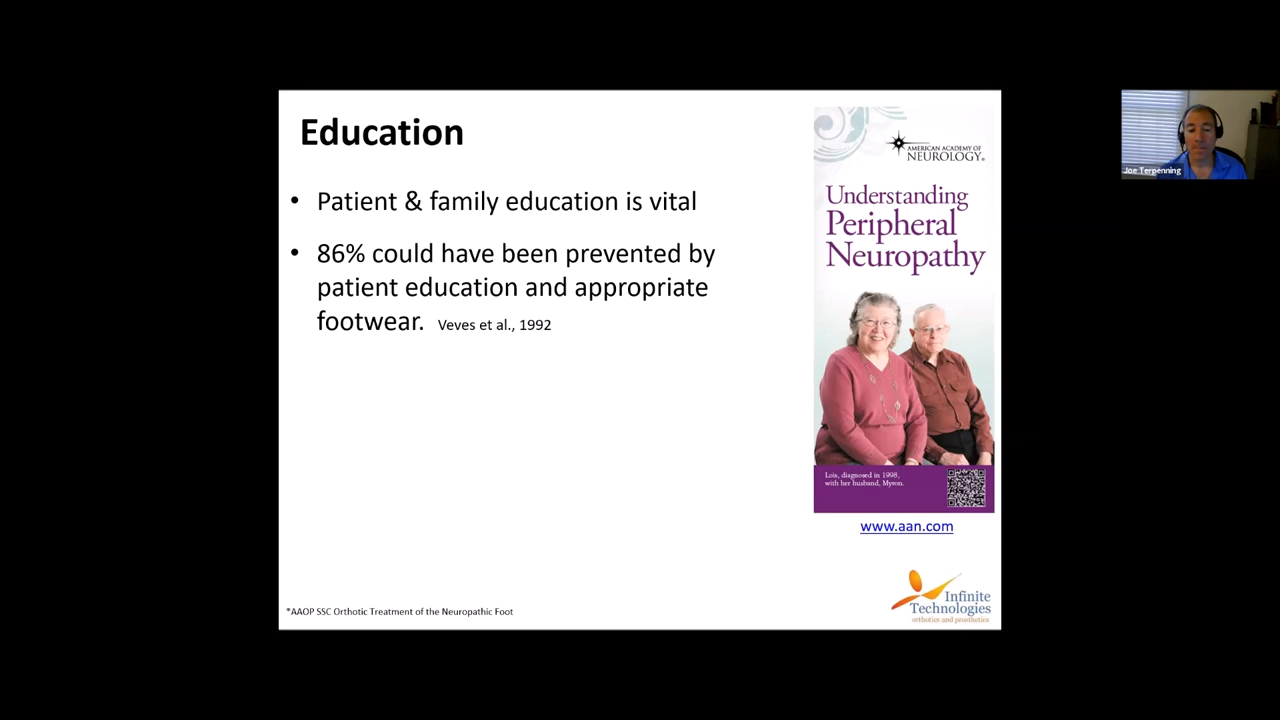 Education
• Patient & family education is vital
• 86% could have been prevented by
patient education and appropriate
footwear. Veves et al., 1992
AMERICAN ACADEMY OF
NEUROLOGY®
Understanding
Peripheral
Neuropathy
Lois, diagnosed in 1998,
with her husband, Myron.
www.aan.com
Infinite
Technologies
orthotics and prosthetics
*AAOP SSC Orthotic Treatment of the Neuropathic Foot
Joe Terpenning